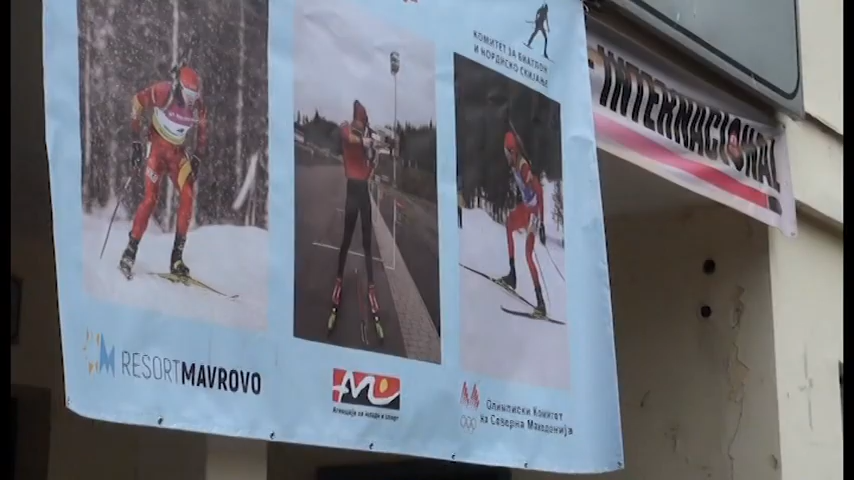 КОМИТЕТ ЗА БИАТЛОН
И НОРДИСКО СКИЈАЊЕ
INTERNACIONAL
RESORTMAVROVO
Агенција за млади и спорт
Олимписки Комитет
на Северна Македонија